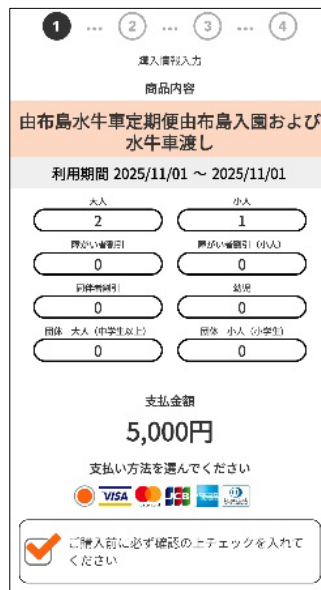 1 … 2 … 3 … 4
購入情報入力
商品内容
由布島水牛車定期便由布島入園および
水牛車渡し
利用期間 2025/11/01 ～ 2025/11/01
大人 小人
2 1
障がい者割引 障がい者割引（小人）
0 0
同伴者割引 幼児
0 0
団体 大人（中学生以上） 団体 小人（小学生）
0 0
支払金額
5,000円
支払い方法を選んでください
VISA JCB
ご購入前に必ず確認の上チェックを入れて
ください